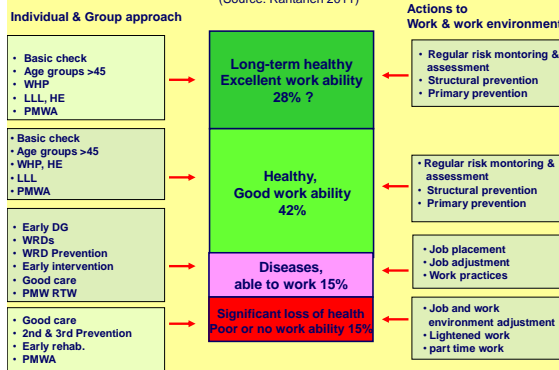 (Source: Rantanen 2011)
Individual & Group approach
Actions to
Work & work environment
• Basic check
• Age groups >45
• WHP
• LLL, HE
• PMWA
Long-term healthy
Excellent work ability
28% ?
• Regular risk montoring &
assessment
• Structural prevention
• Primary prevention
• Basic check
• Age groups >45
• WHP, HE
• LLL
• PMWA
Healthy,
Good work ability
42%
• Regular risk montoring &
assessment
• Structural prevention
• Primary prevention
• Early DG
• WRDs
• WRD Prevention
• Early intervention
• Good care
• PMW RTW
Diseases,
able to work 15%
• Job placement
• Job adjustment
• Work practices
• Good care
• 2nd & 3rd Prevention
• Early rehab.
• PMWA
Significant loss of health
Poor or no work ability 15%
• Job and work
environment adjustment
• Lightened work
• part time work